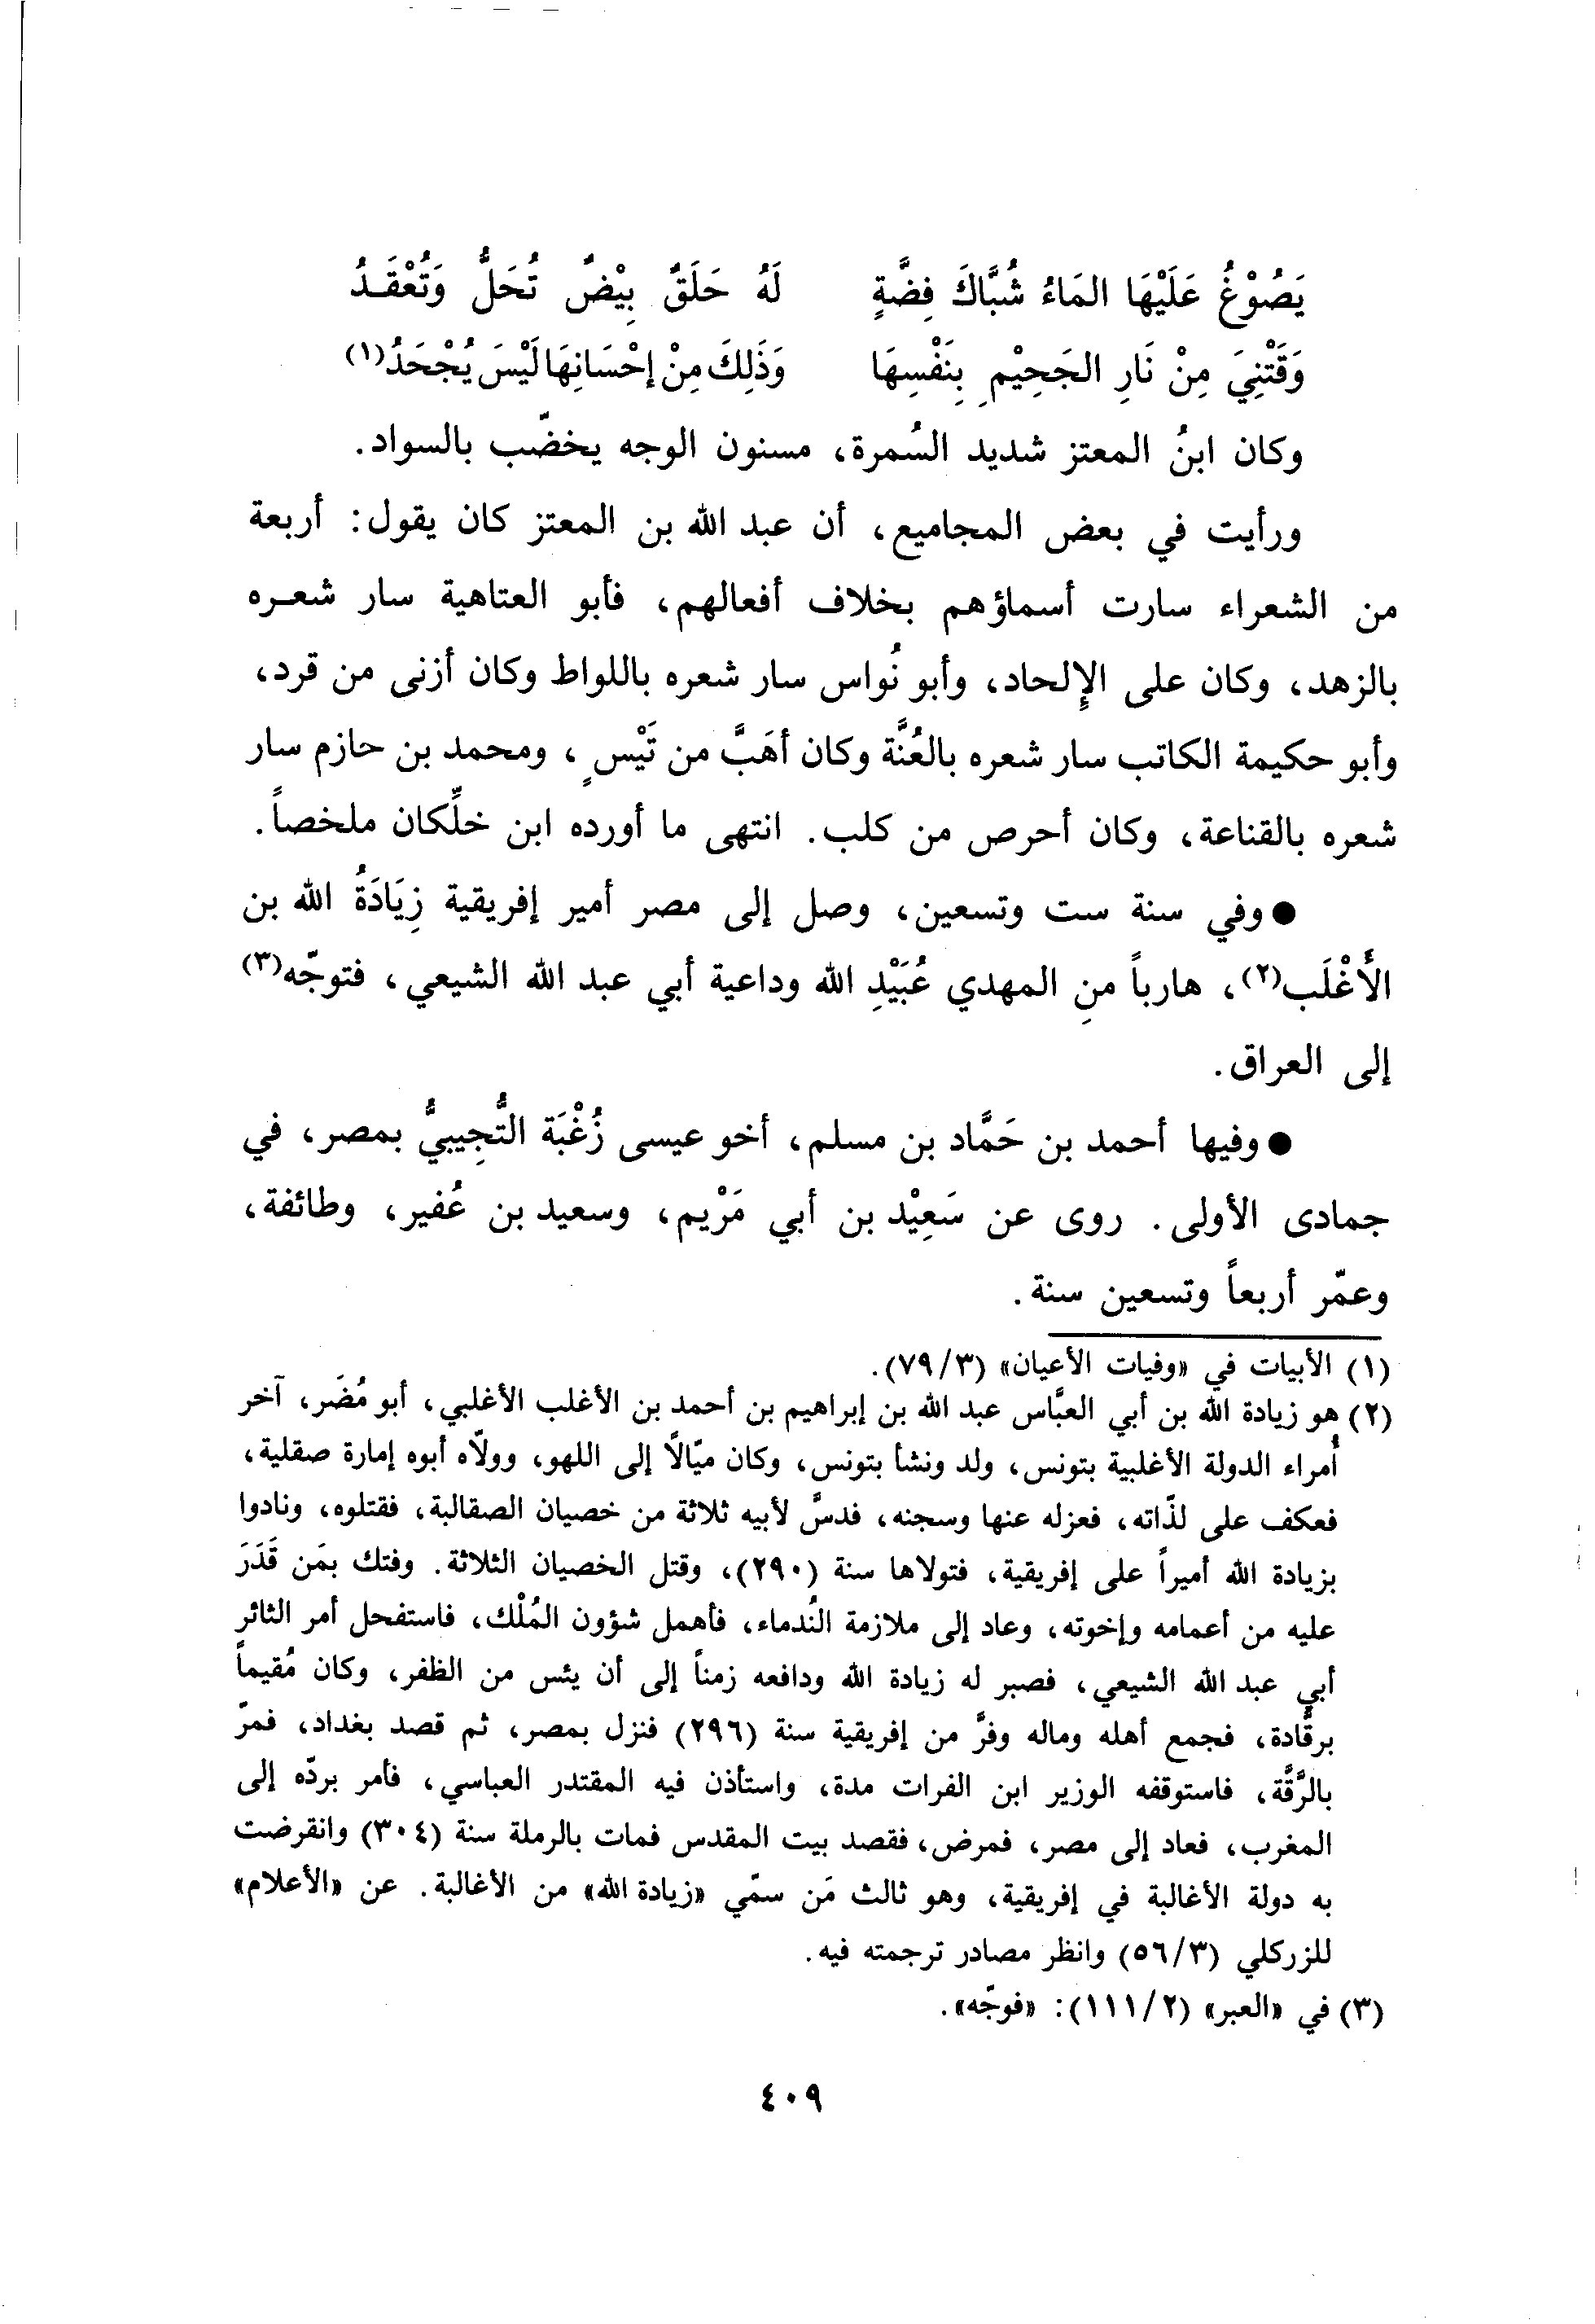 يَصُوْغُ عَلَيْهَا المَاءُ شُبَّاكَ فِضَّةٍ لَهُ حَلَقٌ بِيْضٌ تُحَلُّ وَتُعْقَـدُ
وَقَتْنِيَ مِنْ نَارِ الجَحِيْمِ بِنَفْسِهَا وَذَلِكَ مِنْ إحْسَانِهَا لَيْسَ يُجْحَدُ(١)
وكان ابنُ المعتز شديد السُمرة، مسنون الوجه يخضّب بالسواد.
ورأيت في بعض المجاميع، أن عبد الله بن المعتز كان يقول: أربعة
من الشعراء سارت أسماؤهم بخلاف أفعالهم، فأبو العتاهية سار شعـره
بالزهد، وكان على الإلحاد، وأبو نُواس سار شعره باللواط وكان أزنى من قرد،
وأبو حكيمة الكاتب سار شعره بالعُنَّة وكان أهَبَّ من تَيْسٍ، ومحمد بن حازم سار
شعره بالقناعة، وكان أحرص من كلب. انتهى ما أورده ابن خلِّكان ملخصاً.
● وفي سنة ست وتسعين، وصل إلى مصر أمير إفريقية زِيَادَةُ الله بن
الأَغْلَب(٢)، هارباً منِ المهدي عُبَيْدِ الله وداعية أبي عبد الله الشيعي، فتوجّه(٣)
إلى العراق.
● وفيها أحمد بن حَمَّاد بن مسلم، أخو عيسى زُغْبَة التُّجِيبيُّ بمصر، في
جمادى الأولى. روى عن سَعِيْد بن أبي مَرْيم، وسعيد بن عُفير، وطائفة،
وعمّر أربعاً وتسعين سنة.
(١) الأبيات في «وفيات الأعيان» (٧٩/٣).
(٢) هو زيادة الله بن أبي العبَّاس عبد الله بن إبراهيم بن أحمد بن الأغلب الأغلبي، أبو مُضَر، آخر
أمراء الدولة الأغلبية بتونس، ولد ونشأ بتونس، وكان ميّالاً إلى اللهو، وولّاه أبوه إمارة صقلية،
فعكف على لذّاته، فعزله عنها وسجنه، فدسَّ لأبيه ثلاثة من خصيان الصقالبة، فقتلوه، ونادوا
بزيادة الله أميراً على إفريقية، فتولاها سنة (٢٩٠)، وقتل الخصيان الثلاثة. وفتك بمَن قَدَرَ
عليه من أعمامه وإخوته، وعاد إلى ملازمة النُدماء، فأهمل شؤون المُلْك، فاستفحل أمر الثائر
أبي عبد الله الشيعي، فصبر له زيادة الله ودافعه زمناً إلى أن يئس من الظفر، وكان مُقيماً
برقَّادة، فجمع أهله وماله وفرَّ من إفريقية سنة (٢٩٦) فنزل بمصر، ثم قصد بغداد، فمرّ
بالرَّقَّة، فاستوقفه الوزير ابن الفرات مدة، واستأذن فيه المقتدر العباسي، فأمر بردّه إلى
المغرب، فعاد إلى مصر، فمرض، فقصد بيت المقدس فمات بالرملة سنة (٣٠٤) وانقرضت
به دولة الأغالبة في إفريقية، وهو ثالث مَن سمّي «زيادة الله» من الأغالبة. عن «الأعلام»
للزركلي (٥٦/٣) وانظر مصادر ترجمته فيه.
(٣) في «العبر» (١١١/٢): «فوجّه».
٤٠٩